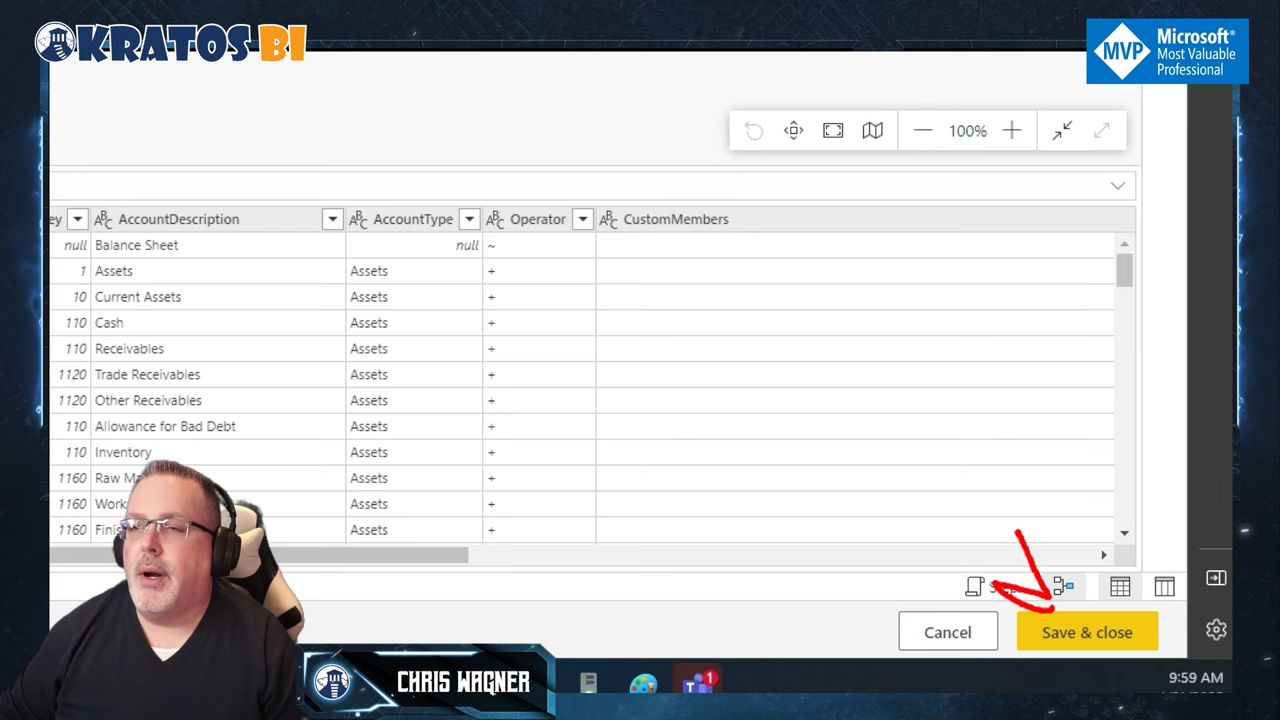 KRATOS BI
MVP
Microsoft®
Most Valuable
Professional
100%
ey AccountDescription AccountType Operator CustomMembers
null Balance Sheet null ~
1 Assets Assets +
10 Current Assets Assets +
110 Cash Assets +
110 Receivables Assets +
1120 Trade Receivables Assets +
1120 Other Receivables Assets +
110 Allowance for Bad Debt Assets +
110 Inventory Assets +
1160 Raw Assets +
1160 Work Assets +
1160 Assets +
Cancel Save & close
CHRIS WAGNER
1
9:59 AM